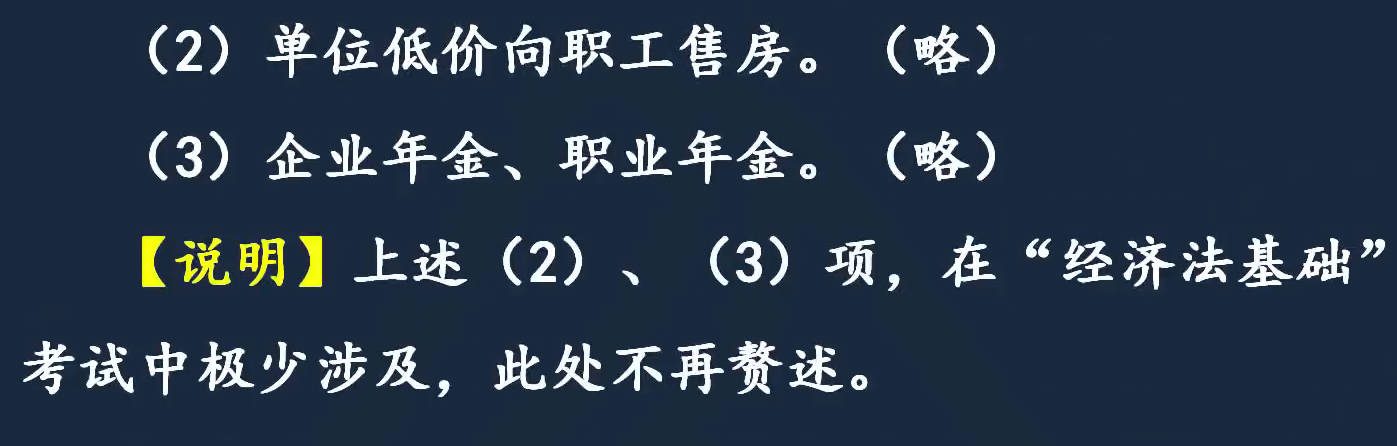 （2）单位低价向职工售房。（略）
（3）企业年金、职业年金。（略）
【说明】上述（2）、（3）项，在“经济法基础”
考试中极少涉及，此处不再赘述。